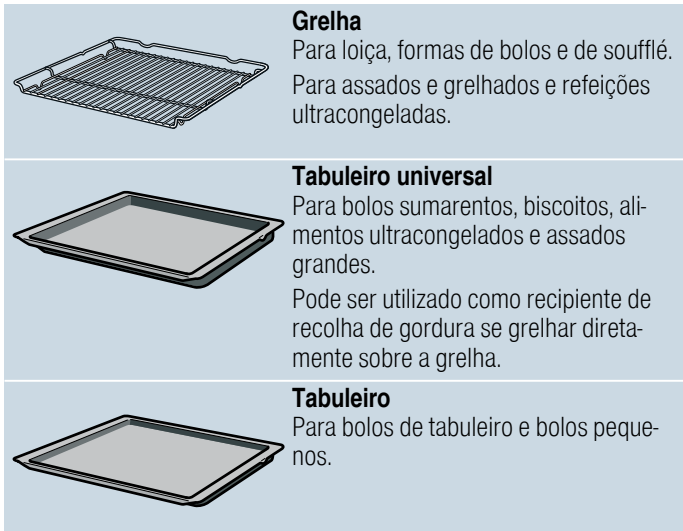 Grelha
Para loiça, formas de bolos e de soufflé.
Para assados e grelhados e refeições
ultracongeladas.
Tabuleiro universal
Para bolos sumarentos, biscoitos, ali-
mentos ultracongelados e assados
grandes.
Pode ser utilizado como recipiente de
recolha de gordura se grelhar direta-
mente sobre a grelha.
Tabuleiro
Para bolos de tabuleiro e bolos peque-
nos.